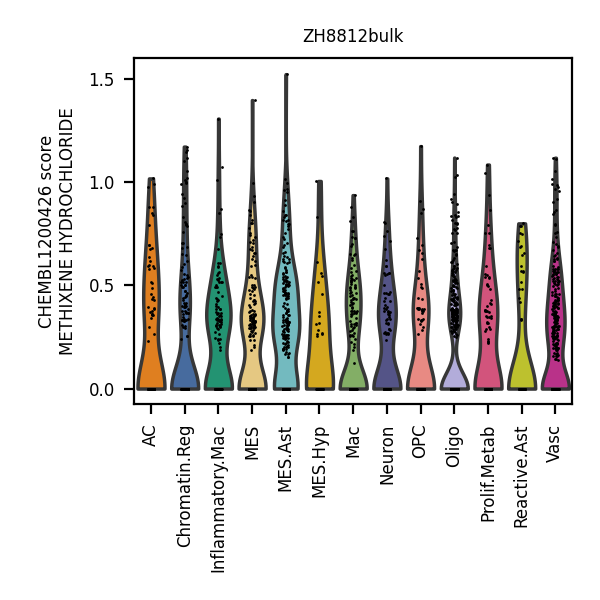 ZH8812bulk
CHEMBL1200426 score
METHIXENE HYDROCHLORIDE
1.5
1.0
0.5
0.0
AC
Chromatin.Reg
Inflammatory.Mac
MES
MES.Ast
MES.Hyp
Mac
Neuron
OPC
Oligo
Prolif.Metab
Reactive.Ast
Vasc